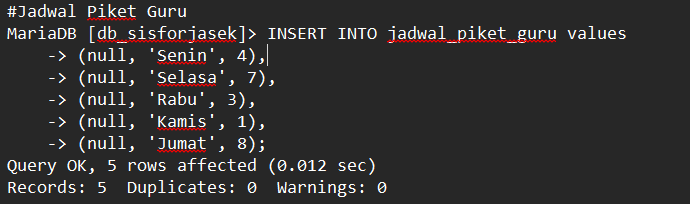 #Jadwal Piket Guru
MariaDB [db_sisforjasek]> INSERT INTO jadwal_piket_guru values
    -> (null, 'Senin', 4),
    -> (null, 'Selasa', 7),
    -> (null, 'Rabu', 3),
    -> (null, 'Kamis', 1),
    -> (null, 'Jumat', 8);
Query OK, 5 rows affected (0.012 sec)
Records: 5  Duplicates: 0  Warnings: 0